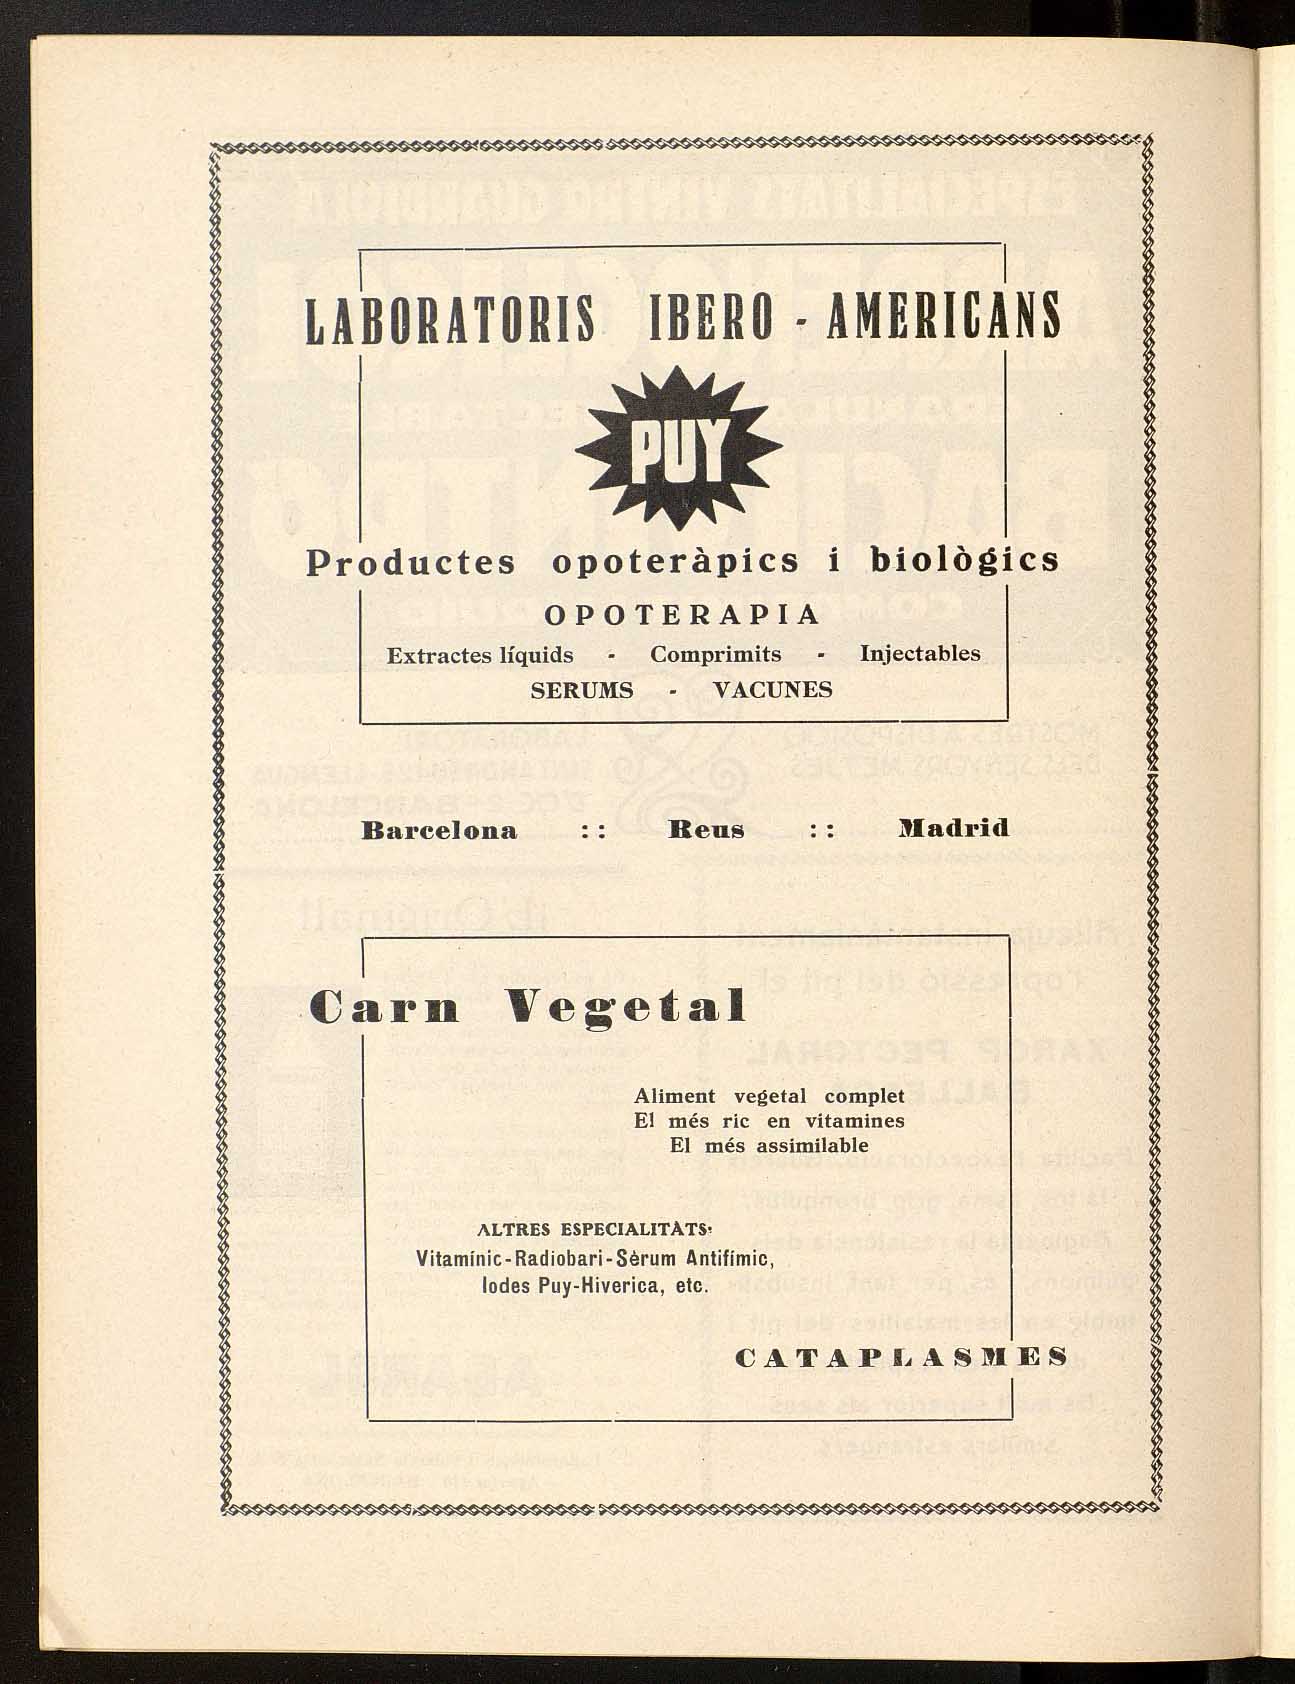 LABORATORIS IBERO - AMERICANS
PUY
Productes opoteràpics i biològics
OPOTERAPIA
Extractes líquids - Comprimits - Injectables
SERUMS - VACUNES
Barcelona :: Reus :: Madrid
Carn Vegetal
Aliment vegetal complet
El més ric en vitamines
El més assimilable
ALTRES ESPECIALITATS:
Vitamínic-Radiobari-Sèrum Antifímic,
Iodes Puy-Hiverica, etc.
CATAPLASMES